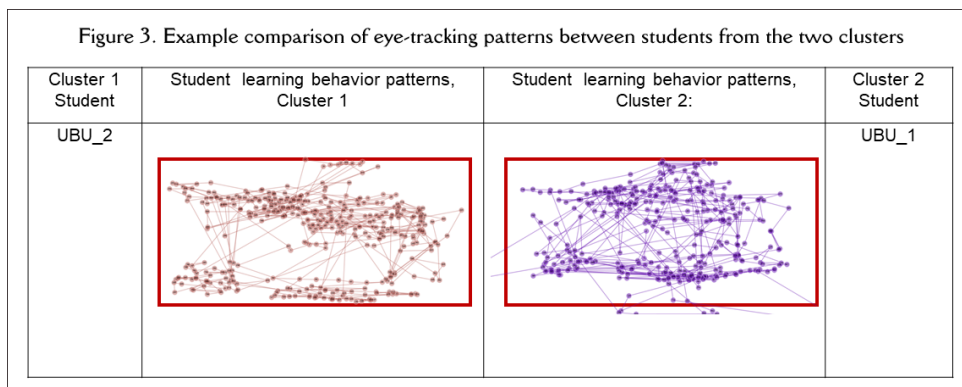 Figure 3. Example comparison of eye-tracking patterns between students from the two clusters
Cluster 1
Student
Student learning behavior patterns,
Cluster 1
Student learning behavior patterns,
Cluster 2:
Cluster 2
Student
UBU_2
UBU_1